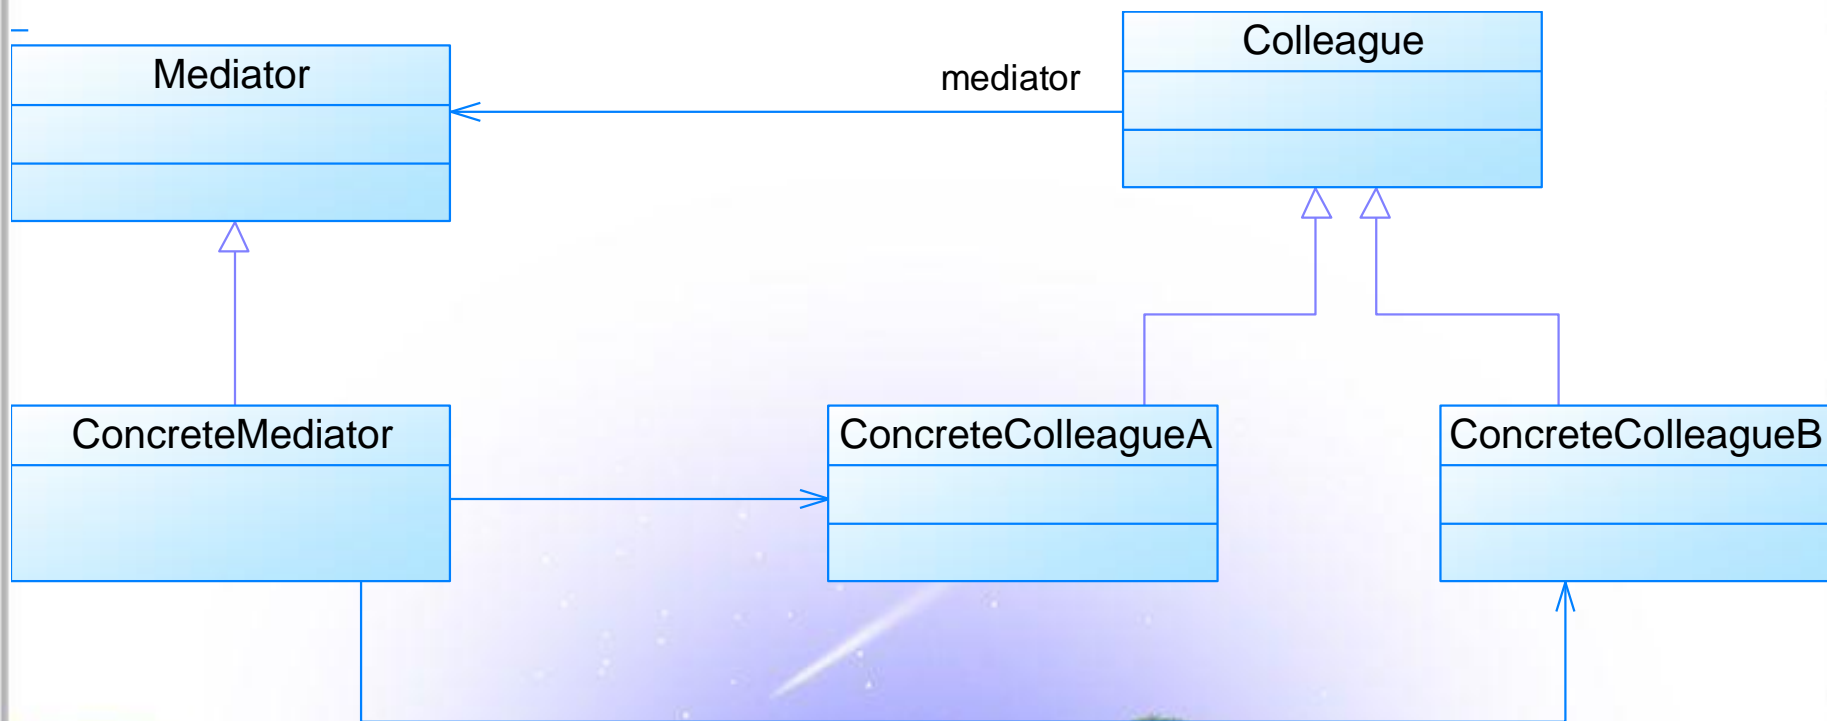 Colleague
Mediator
mediator
ConcreteMediator
ConcreteColleagueA
ConcreteColleagueB